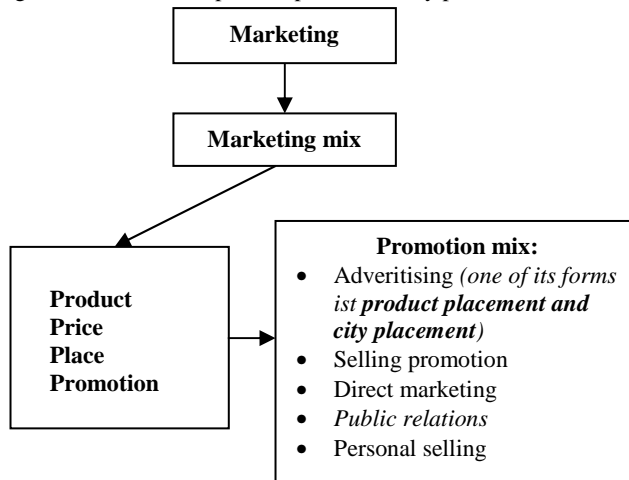 Marketing
Marketing mix
Product
Price
Place
Promotion
Promotion mix:
• Adveritising (one of its forms
ist product placement and
city placement)
• Selling promotion
• Direct marketing
• Public relations
• Personal selling